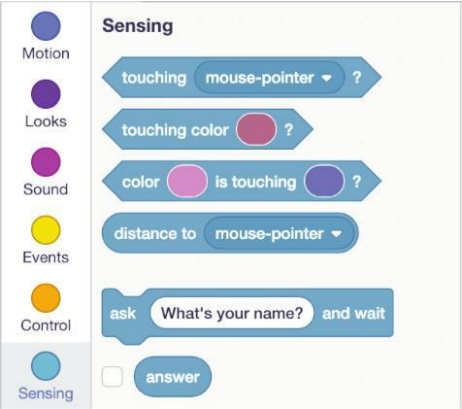 Motion
Looks
Sound
Events
Control
Sensing
Sensing
touching mouse-pointer ?
touching color ?
color is touching ?
distance to mouse-pointer
ask What's your name? and wait
answer